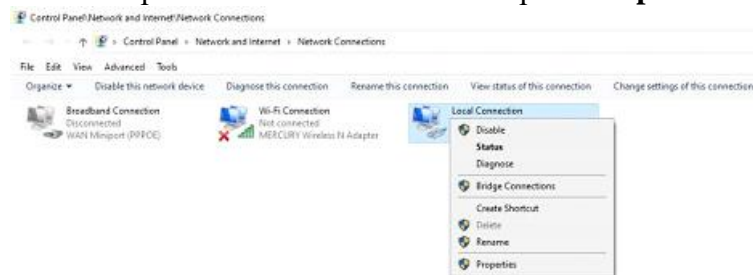 Control Panel\Network and Internet\Network Connections
Control Panel › Network and Internet › Network Connections
File Edit View Advanced Tools
Organize Disable this network device Diagnose this connection Rename this connection View status of this connection Change settings of this connection
Broadband Connection
Disconnected
WAN Miniport (PPPOE)
Wi-Fi Connection
Not connected
MERCURY Wireless N Adapter
Local Connection
Disable
Status
Diagnose
Bridge Connections
Create Shortcut
Delete
Rename
Properties